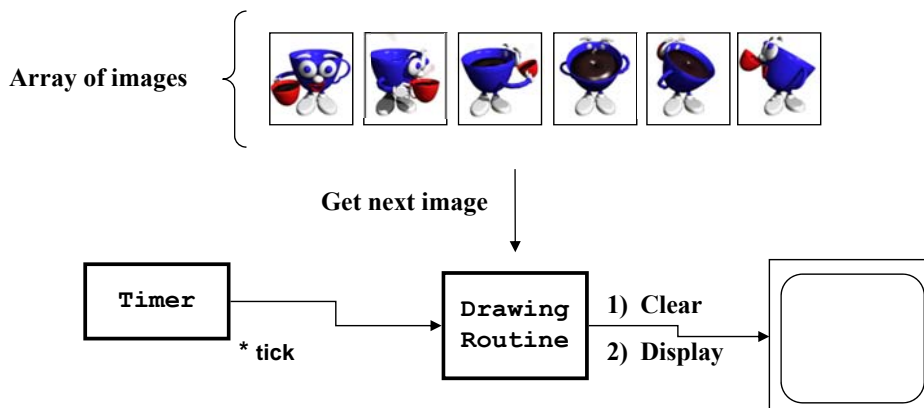 Array of images
Get next image
Timer
* tick
Drawing
Routine
1) Clear
2) Display